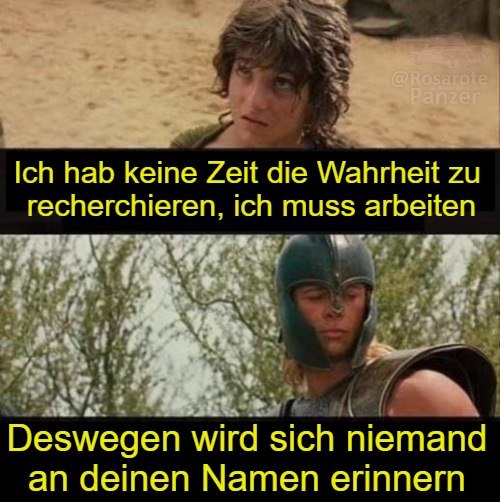 @Rosarote
Panzer
Ich hab keine Zeit die Wahrheit zu
recherchieren, ich muss arbeiten
Deswegen wird sich niemand
an deinen Namen erinnern